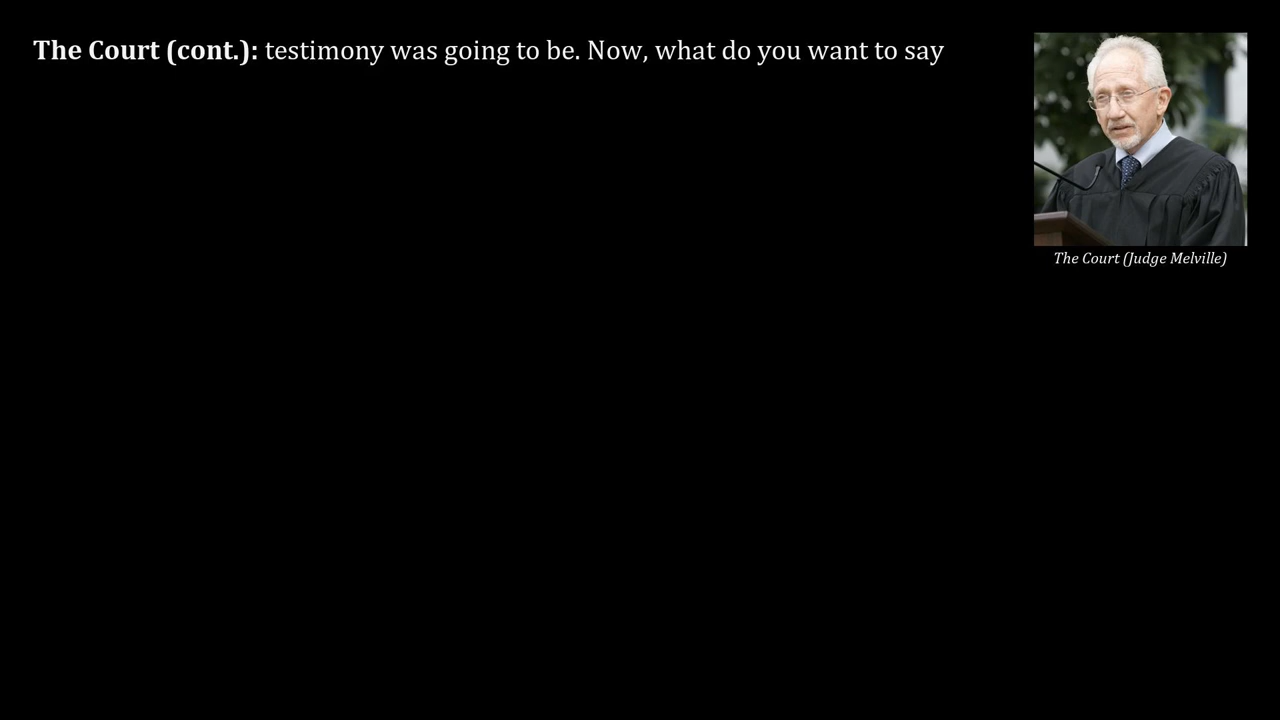 The Court (cont.): testimony was going to be. Now, what do you want to say
The Court (Judge Melville)